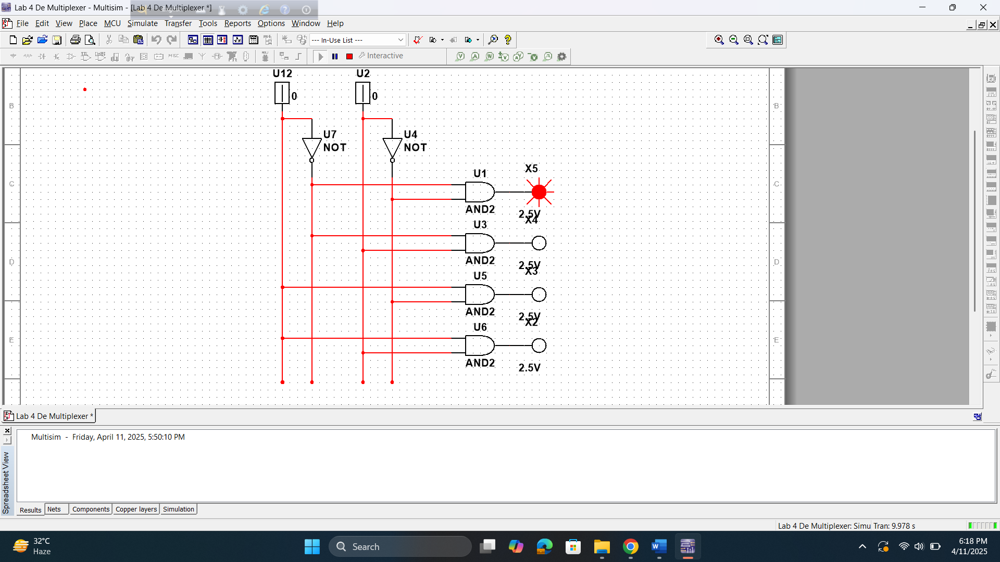 Lab 4 De Multiplexer - Multisim - [Lab 4 De Multiplexer *]
File Edit View Place MCU Simulate Transfer Tools Reports Options Window Help
--- In-Use List ---
MISC Interactive
U12 U2
0 0
B B
U7 U4
NOT NOT
X5
U1
C C
AND2 2.5V
X4
U3
AND2 2.5V
D D
X3
U5
AND2 2.5V
X2
U6
E E
AND2 2.5V
Lab 4 De Multiplexer *
Multisim - Friday, April 11, 2025, 5:50:10 PM
Spreadsheet View
Results Nets Components Copper layers Simulation
Lab 4 De Multiplexer: Simu Tran: 9.978 s
32°C
Haze
Search
6:18 PM
4/11/2025